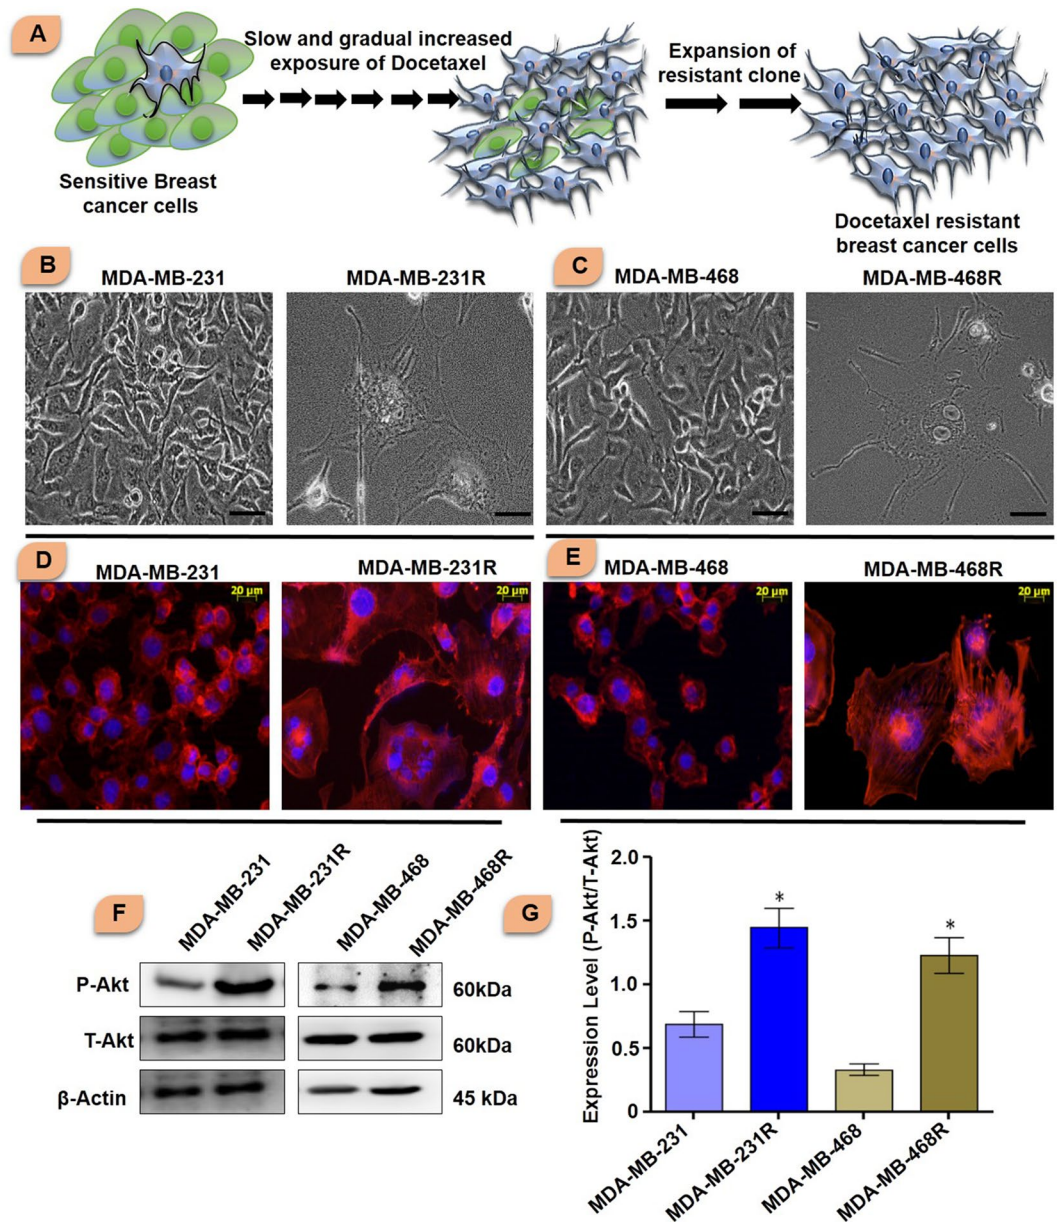 A
Slow and gradual increased
exposure of Docetaxel
Expansion of
resistant clone
Sensitive Breast
cancer cells
Docetaxel resistant
breast cancer cells
B
MDA-MB-231
MDA-MB-231R
C
MDA-MB-468
MDA-MB-468R
D
MDA-MB-231
MDA-MB-231R
E
MDA-MB-468
MDA-MB-468R
20 µm
20 µm
20 µm
20 µm
F
MDA-MB-231
MDA-MB-231R
MDA-MB-468
MDA-MB-468R
P-Akt
60kDa
T-Akt
60kDa
β-Actin
45 kDa
G
Expression Level (P-Akt/T-Akt)
2.0
1.5
1.0
0.5
0
*
*
MDA-MB-231
MDA-MB-231R
MDA-MB-468
MDA-MB-468R